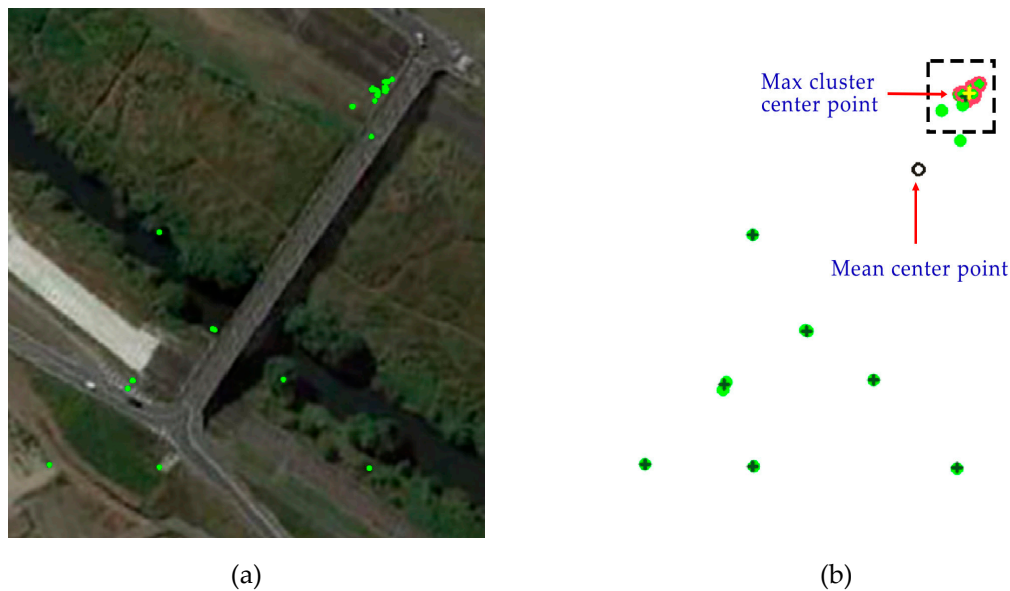 Max cluster
center point
Mean center point
(a)
(b)